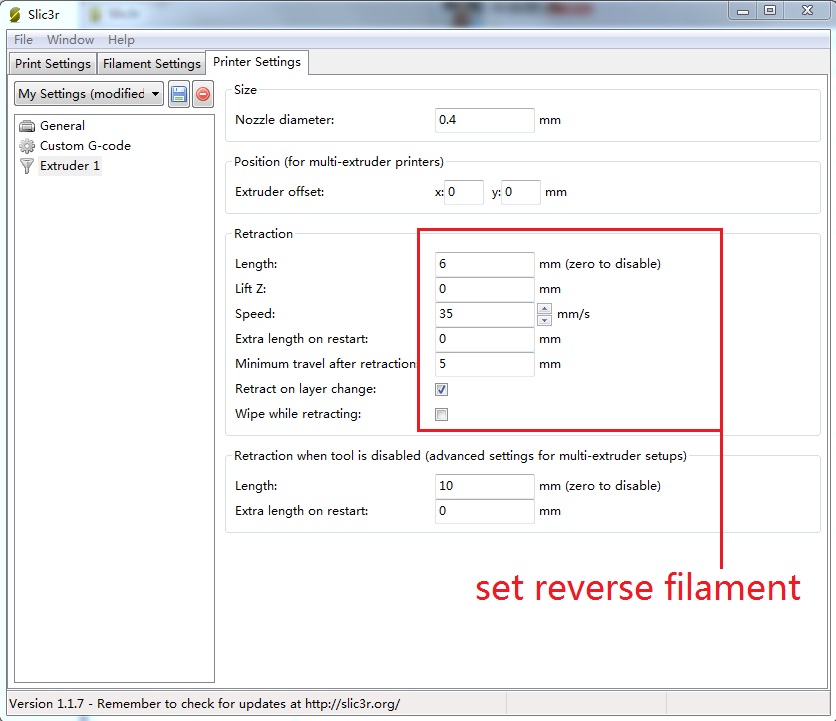 Slic3r
File Window Help
Print Settings Filament Settings Printer Settings
My Settings (modified
General
Custom G-code
Extruder 1
Size
Nozzle diameter: 0.4 mm
Position (for multi-extruder printers)
Extruder offset: x: 0 y: 0 mm
Retraction
Length: 6 mm (zero to disable)
Lift Z: 0 mm
Speed: 35 mm/s
Extra length on restart: 0 mm
Minimum travel after retraction: 5 mm
Retract on layer change:
Wipe while retracting:
Retraction when tool is disabled (advanced settings for multi-extruder setups)
Length: 10 mm (zero to disable)
Extra length on restart: 0 mm
set reverse filament
Version 1.1.7 - Remember to check for updates at http://slic3r.org/